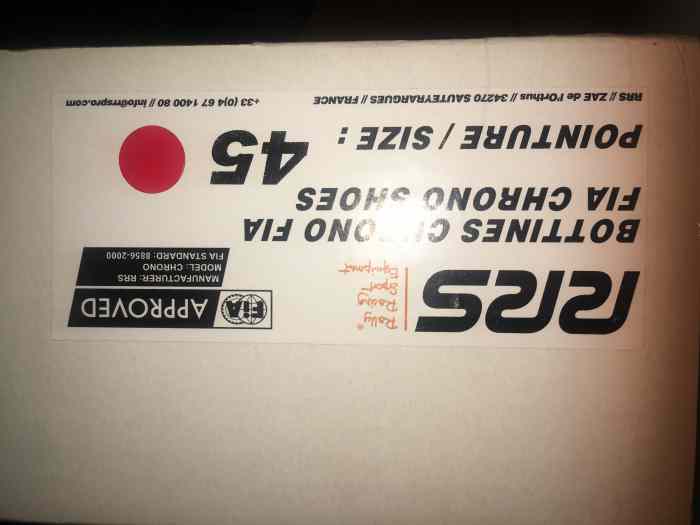 RRS
Rally
Racing
Sport
Equipment
FIA
APPROVED
MANUFACTURER: RRS
MODEL: CHRONO
FIA STANDARD: 8856-2000
BOTTINES CHRONO FIA
FIA CHRONO SHOES
POINTURE / SIZE : 45
RRS // ZAE de l'Orthus // 34270 SAUTEYRARGUES // FRANCE +33 (0)4 67 1400 80 // info@rrspro.com